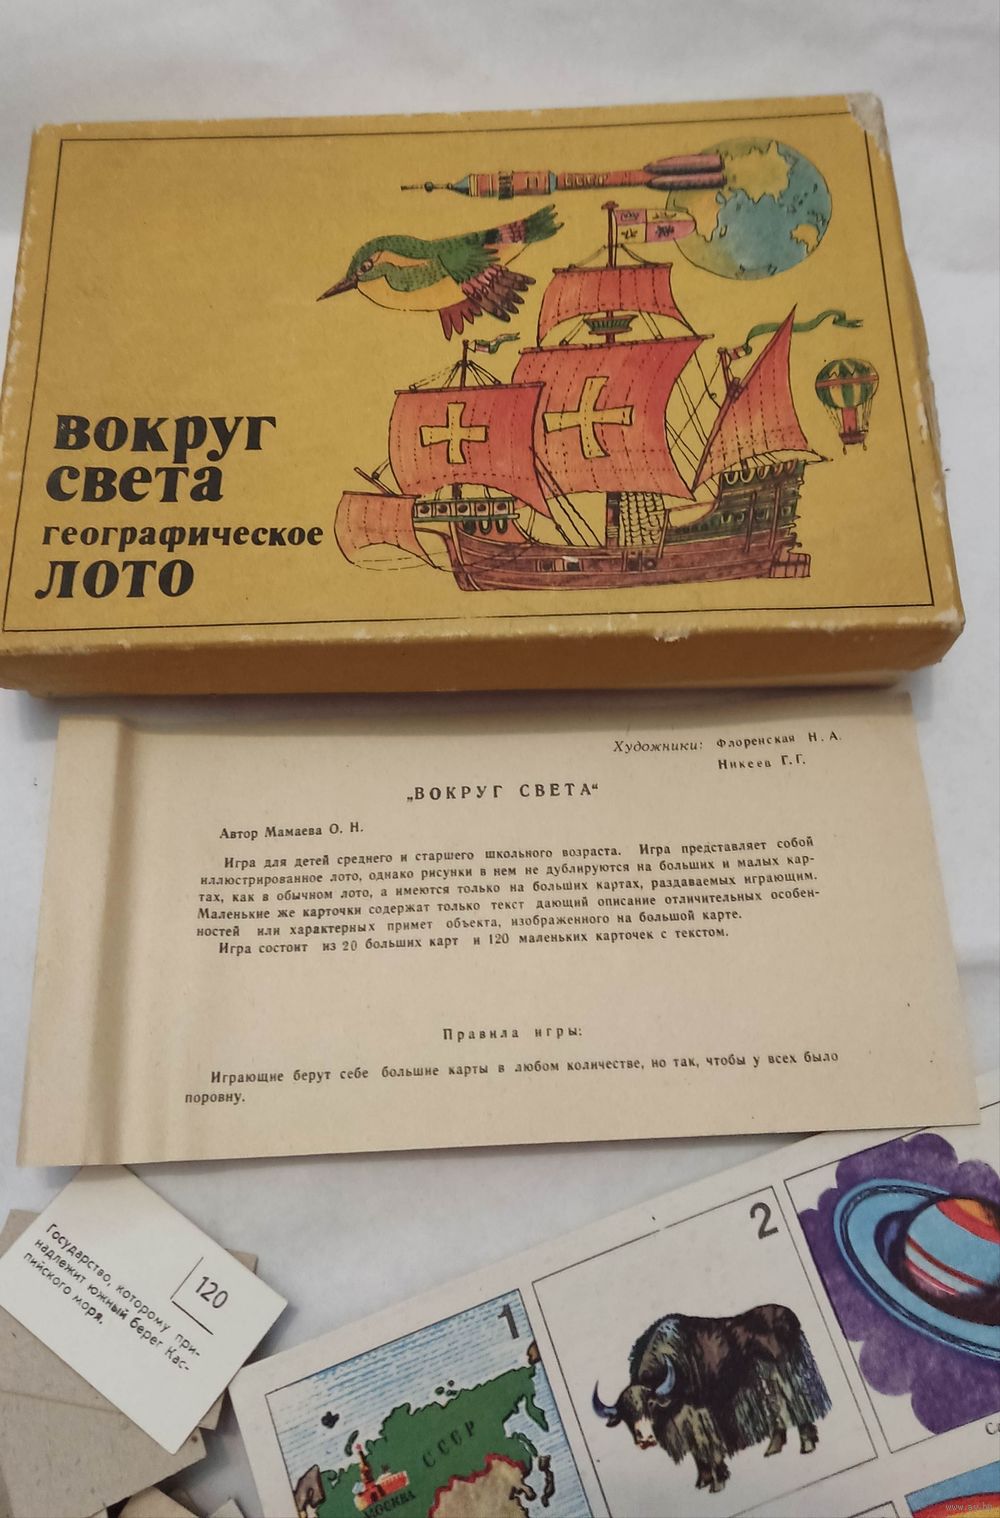 вокруг
света
географическое
лото
Художники: Флоренская Н. А.
Никеев Г. Г.
„ВОКРУГ СВЕТА“
Автор Мамаева О. Н.
Игра для детей среднего и старшего школьного возраста. Игра представляет собой
иллюстрированное лото, однако рисунки в нем не дублируются на больших и малых кар-
тах, как в обычном лото, а имеются только на больших картах, раздаваемых играющим.
Маленькие же карточки содержат только текст дающий описание отличительных особен-
ностей или характерных примет объекта, изображенного на большой карте.
Игра состоит из 20 больших карт и 120 маленьких карточек с текстом.
Правила игры:
Играющие берут себе большие карты в любом количестве, но так, чтобы у всех было
поровну.
120
Государство, которому при-
надлежит южный берег Кас-
пийского моря.
1
2
СССР
МОСКВА
www.ay.by